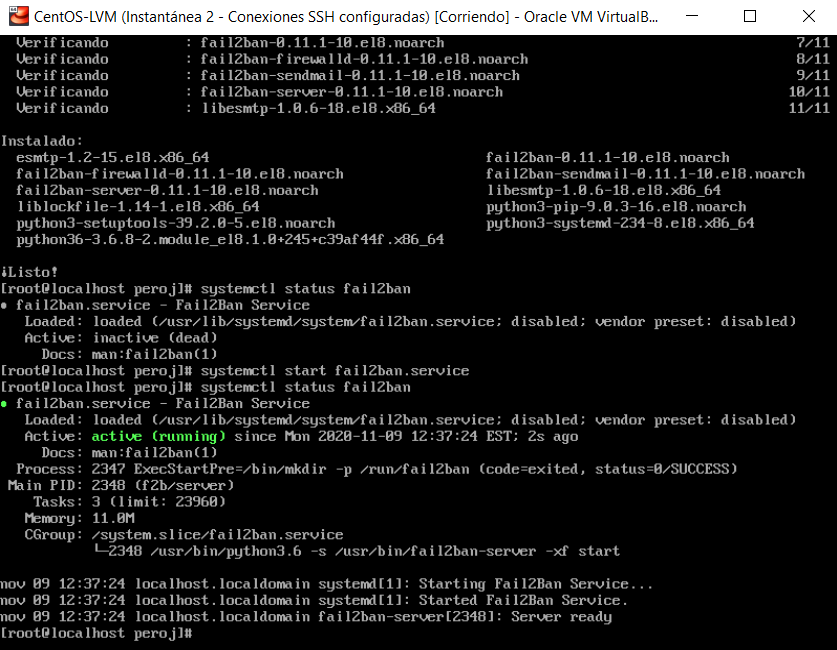 CentOS-LVM (Instantánea 2 - Conexiones SSH configuradas) [Corriendo] - Oracle VM VirtualB...
Verificando : fail2ban-0.11.1-10.el8.noarch 7/11
Verificando : fail2ban-firewalld-0.11.1-10.el8.noarch 8/11
Verificando : fail2ban-sendmail-0.11.1-10.el8.noarch 9/11
Verificando : fail2ban-server-0.11.1-10.el8.noarch 10/11
Verificando : libesmtp-1.0.6-18.el8.x86_64 11/11
Instalado:
esmtp-1.2-15.el8.x86_64 fail2ban-0.11.1-10.el8.noarch
fail2ban-firewalld-0.11.1-10.el8.noarch fail2ban-sendmail-0.11.1-10.el8.noarch
fail2ban-server-0.11.1-10.el8.noarch libesmtp-1.0.6-18.el8.x86_64
liblockfile-1.14-1.el8.x86_64 python3-pip-9.0.3-16.el8.noarch
python3-setuptools-39.2.0-5.el8.noarch python3-systemd-234-8.el8.x86_64
python36-3.6.8-2.module_el8.1.0+245+c39af44f.x86_64
¡Listo!
[root@localhost peroj]# systemctl status fail2ban
● fail2ban.service - Fail2Ban Service
Loaded: loaded (/usr/lib/systemd/system/fail2ban.service; disabled; vendor preset: disabled)
Active: inactive (dead)
Docs: man:fail2ban(1)
[root@localhost peroj]# systemctl start fail2ban.service
[root@localhost peroj]# systemctl status fail2ban
● fail2ban.service - Fail2Ban Service
Loaded: loaded (/usr/lib/systemd/system/fail2ban.service; disabled; vendor preset: disabled)
Active: active (running) since Mon 2020-11-09 12:37:24 EST; 2s ago
Docs: man:fail2ban(1)
Process: 2347 ExecStartPre=/bin/mkdir -p /run/fail2ban (code=exited, status=0/SUCCESS)
Main PID: 2348 (f2b/server)
Tasks: 3 (limit: 23960)
Memory: 11.0M
CGroup: /system.slice/fail2ban.service
└─2348 /usr/bin/python3.6 -s /usr/bin/fail2ban-server -xf start
nov 09 12:37:24 localhost.localdomain systemd[1]: Starting Fail2Ban Service...
nov 09 12:37:24 localhost.localdomain systemd[1]: Started Fail2Ban Service.
nov 09 12:37:24 localhost.localdomain fail2ban-server[2348]: Server ready
[root@localhost peroj]#